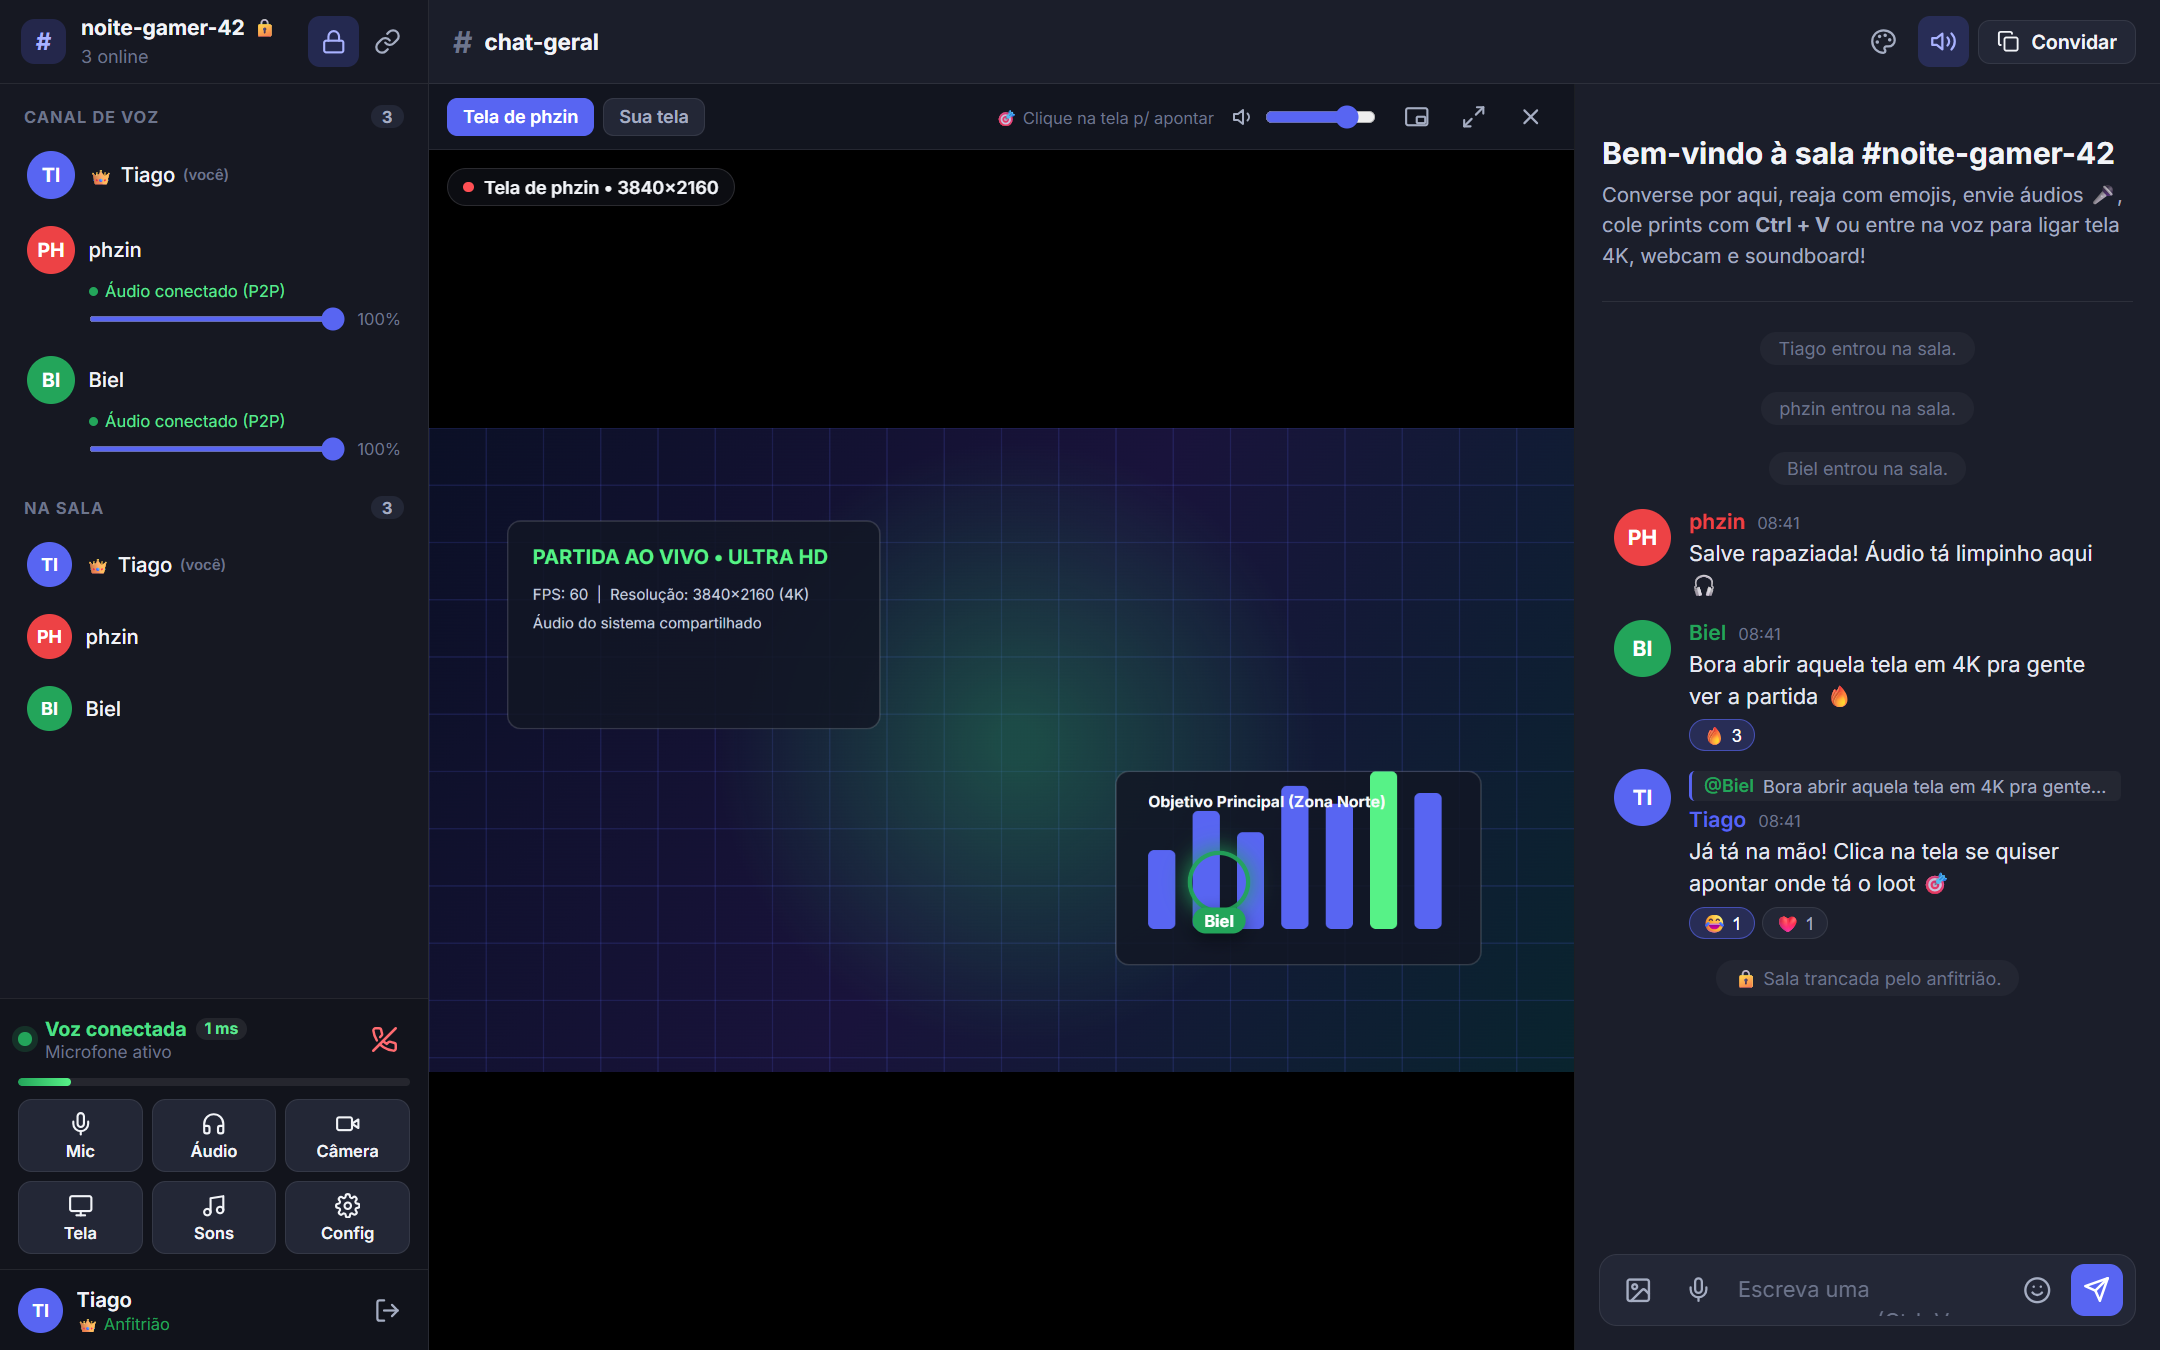 # noite-gamer-42
3 online
CANAL DE VOZ 3
TI Tiago (você)
PH phzin
Áudio conectado (P2P)
100%
BI Biel
Áudio conectado (P2P)
100%
NA SALA 3
TI Tiago (você)
PH phzin
BI Biel
Voz conectada 1 ms
Microfone ativo
Mic Áudio Câmera
Tela Sons Config
TI Tiago
Anfitrião
# chat-geral
Convidar
Tela de phzin Sua tela
Clique na tela p/ apontar
Tela de phzin • 3840×2160
PARTIDA AO VIVO • ULTRA HD
FPS: 60 | Resolução: 3840×2160 (4K)
Áudio do sistema compartilhado
Objetivo Principal (Zona Norte)
Biel
Bem-vindo à sala #noite-gamer-42
Converse por aqui, reaja com emojis, envie áudios 🎤,
cole prints com Ctrl + V ou entre na voz para ligar tela
4K, webcam e soundboard!
Tiago entrou na sala.
phzin entrou na sala.
Biel entrou na sala.
PH phzin 08:41
Salve rapaziada! Áudio tá limpinho aqui
🎧
BI Biel 08:41
Bora abrir aquela tela em 4K pra gente
ver a partida 🔥
🔥 3
@Biel Bora abrir aquela tela em 4K pra gente...
TI Tiago 08:41
Já tá na mão! Clica na tela se quiser
apontar onde tá o loot 🎯
😂 1 ❤️ 1
🔒 Sala trancada pelo anfitrião.
Escreva uma